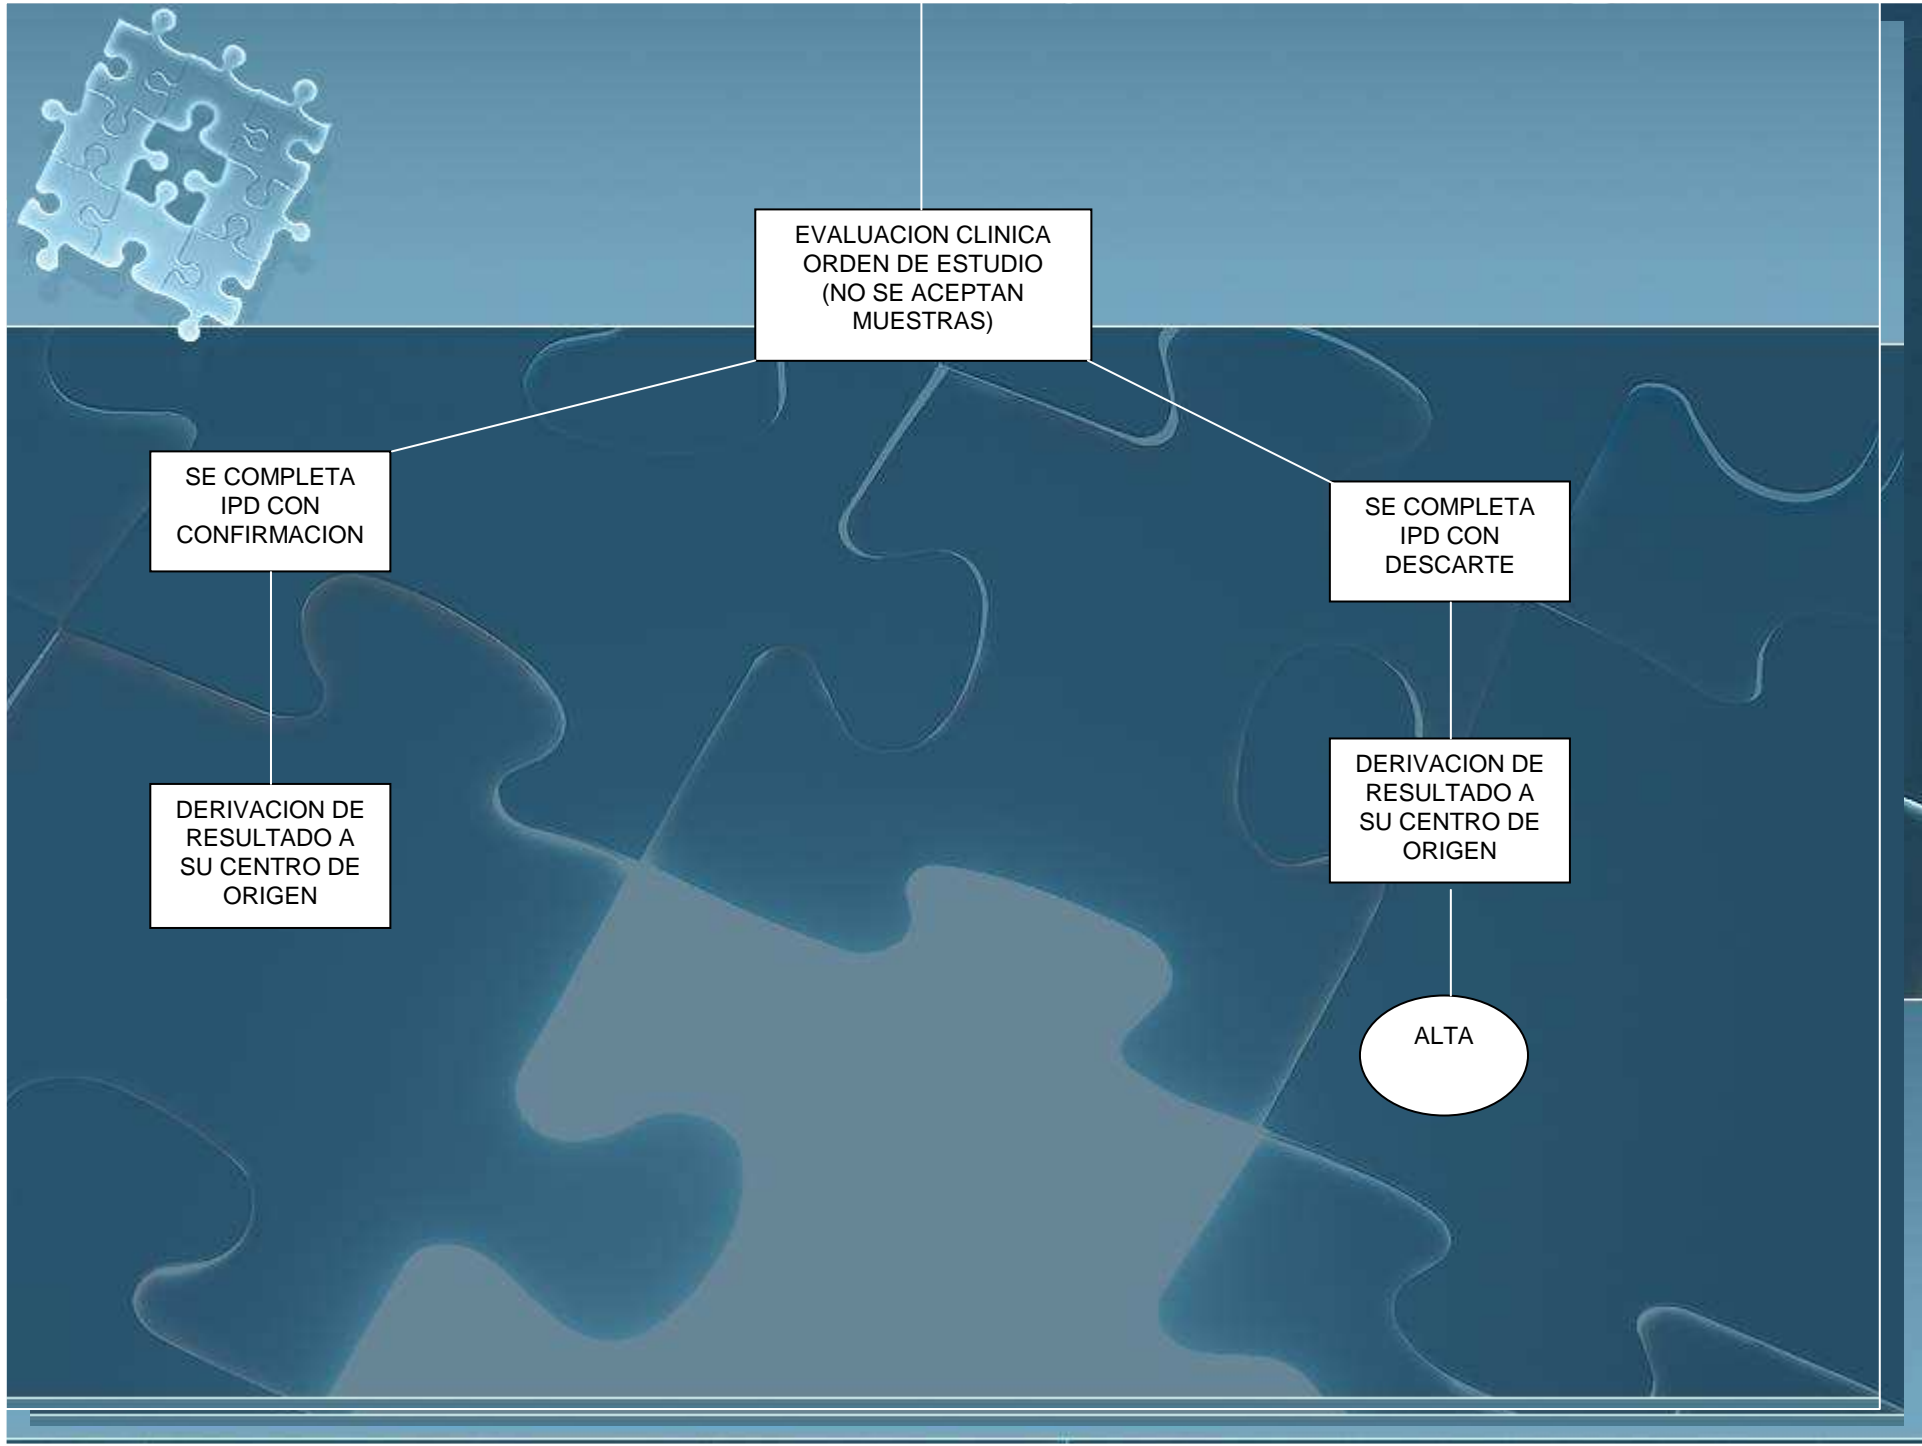 EVALUACION CLINICA
ORDEN DE ESTUDIO
(NO SE ACEPTAN
MUESTRAS)
SE COMPLETA
IPD CON
CONFIRMACION
SE COMPLETA
IPD CON
DESCARTE
DERIVACION DE
RESULTADO A
SU CENTRO DE
ORIGEN
DERIVACION DE
RESULTADO A
SU CENTRO DE
ORIGEN
ALTA